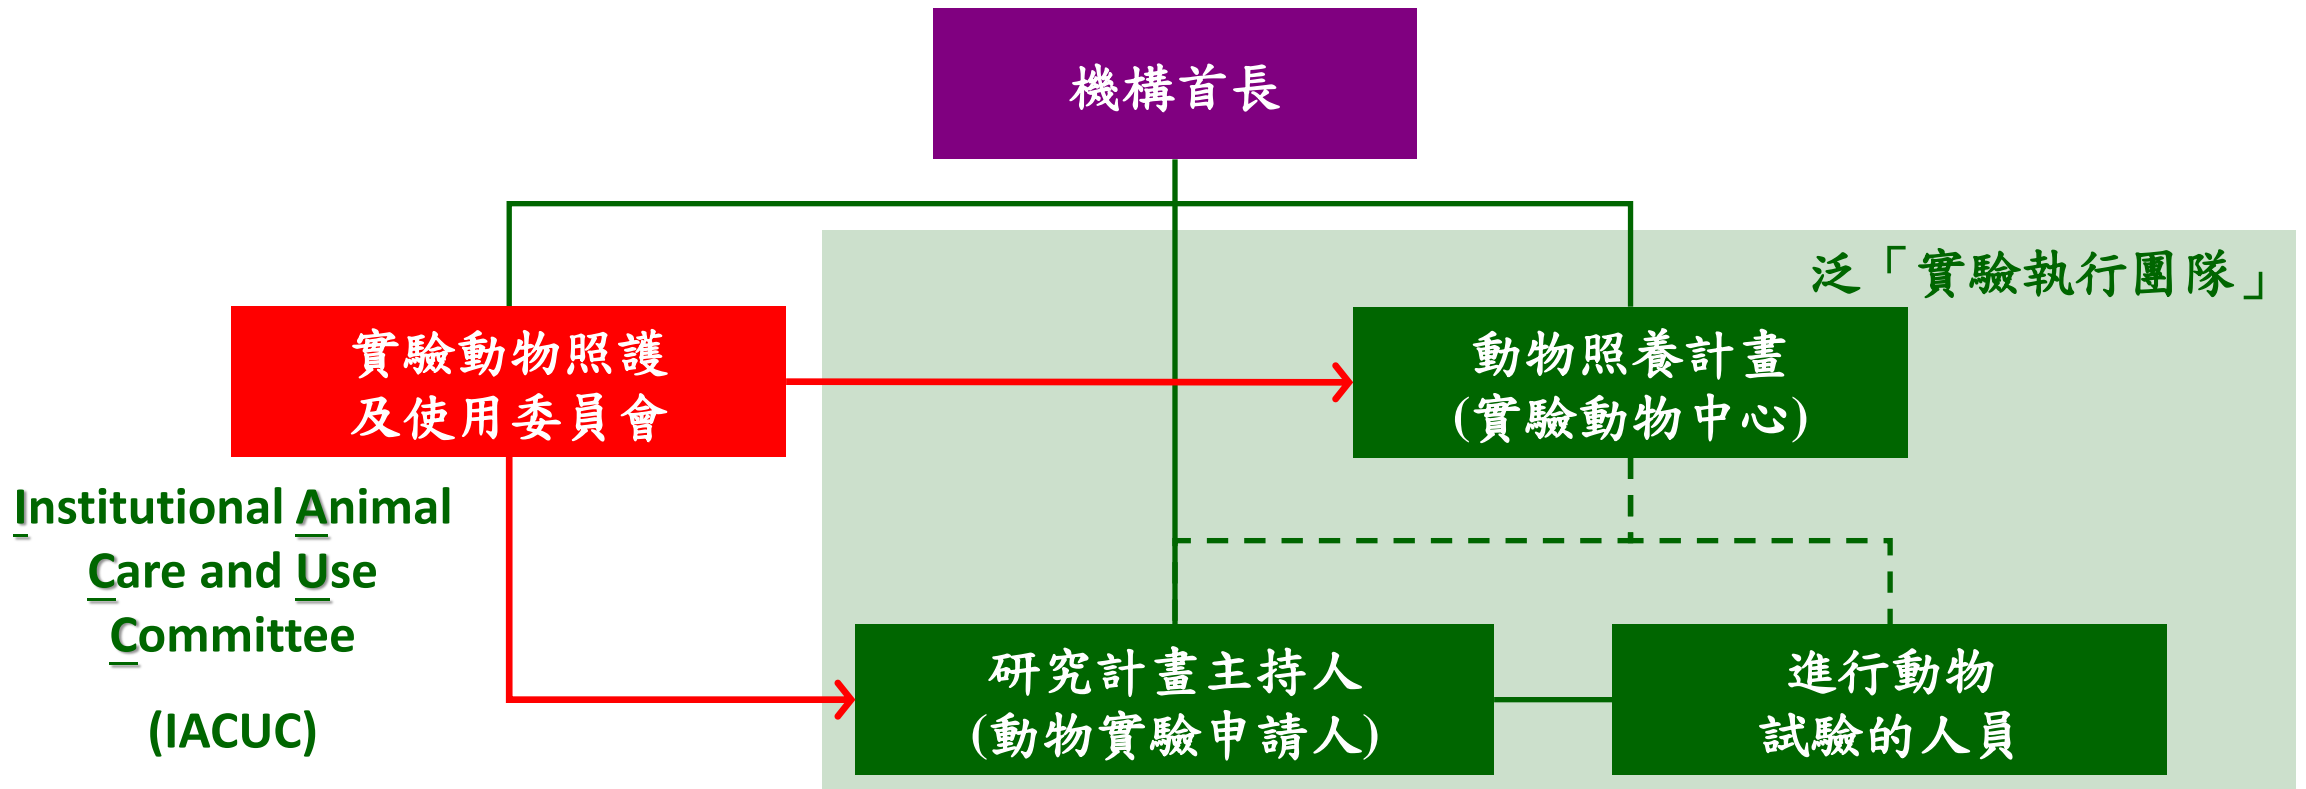 機構首長
泛「實驗執行團隊」
實驗動物照護
及使用委員會
動物照養計畫
(實驗動物中心)
Institutional Animal
Care and Use
Committee
(IACUC)
研究計畫主持人
(動物實驗申請人)
進行動物
試驗的人員